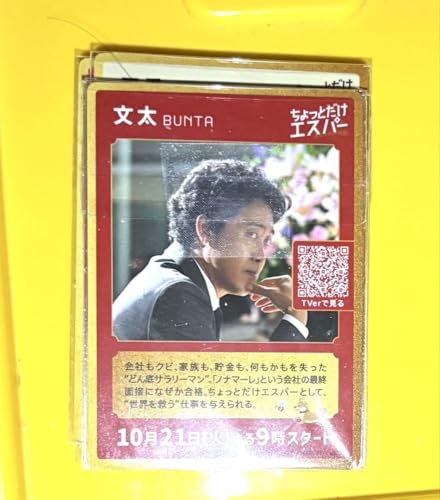 だけ
文太 BUNTA
ちょっとだけ
エスパー
TVerで見る
会社もクビ、家族も、貯金も、何もかもを失った
“どん底サラリーマン”。「ノナマーレ」という会社の最終
面接になぜか合格。ちょっとだけエスパーとして、
“世界を救う”仕事を与えられる。
10月21日 る9時スタート